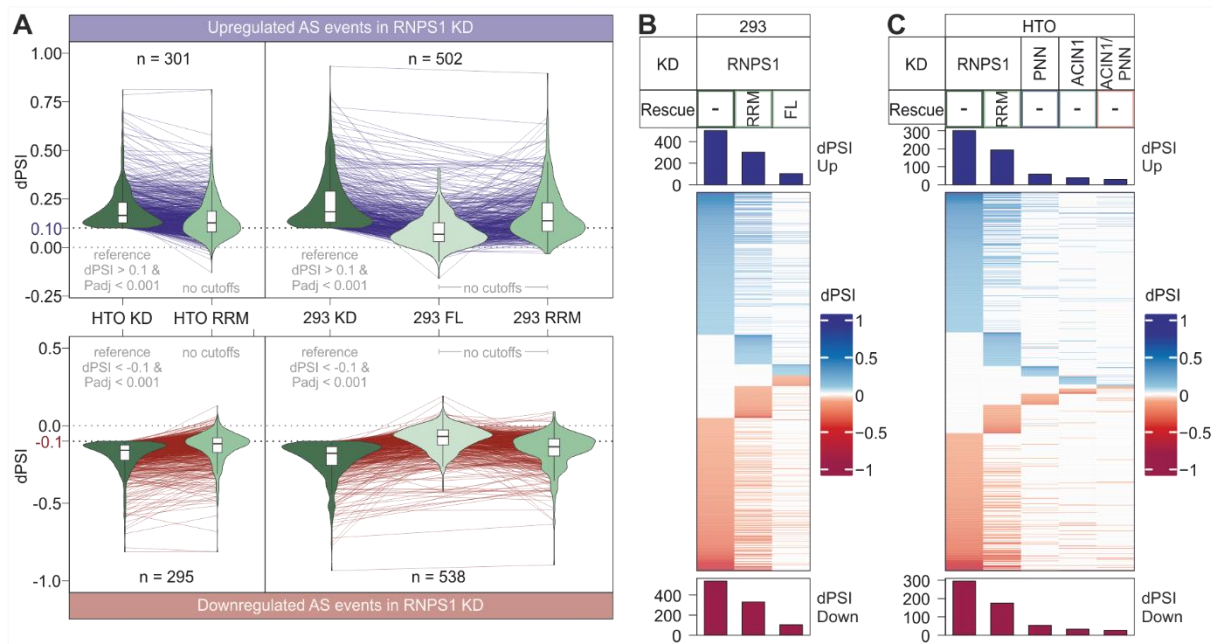 A
Upregulated AS events in RNPS1 KD
n = 301
n = 502
dPSI
1.00
0.75
0.50
0.25
0.10
0.00
-0.25
reference
dPSI > 0.1 &
Padj < 0.001
no cutoffs
reference
dPSI > 0.1 &
Padj < 0.001
no cutoffs
HTO KD
HTO RRM
293 KD
293 FL
293 RRM
dPSI
0.5
0.0
-0.1
-0.5
-1.0
reference
dPSI < -0.1 &
Padj < 0.001
no cutoffs
reference
dPSI < -0.1 &
Padj < 0.001
no cutoffs
n = 295
n = 538
Downregulated AS events in RNPS1 KD
B
293
KD
RNPS1
Rescue
-
RRM
FL
400
200
0
dPSI
Up
dPSI
1
0.5
0
-0.5
-1
400
200
0
dPSI
Down
C
HTO
KD
RNPS1
PNN
ACIN1
ACIN1/
PNN
Rescue
-
RRM
-
-
-
300
200
100
0
dPSI
Up
dPSI
1
0.5
0
-0.5
-1
300
200
100
0
dPSI
Down